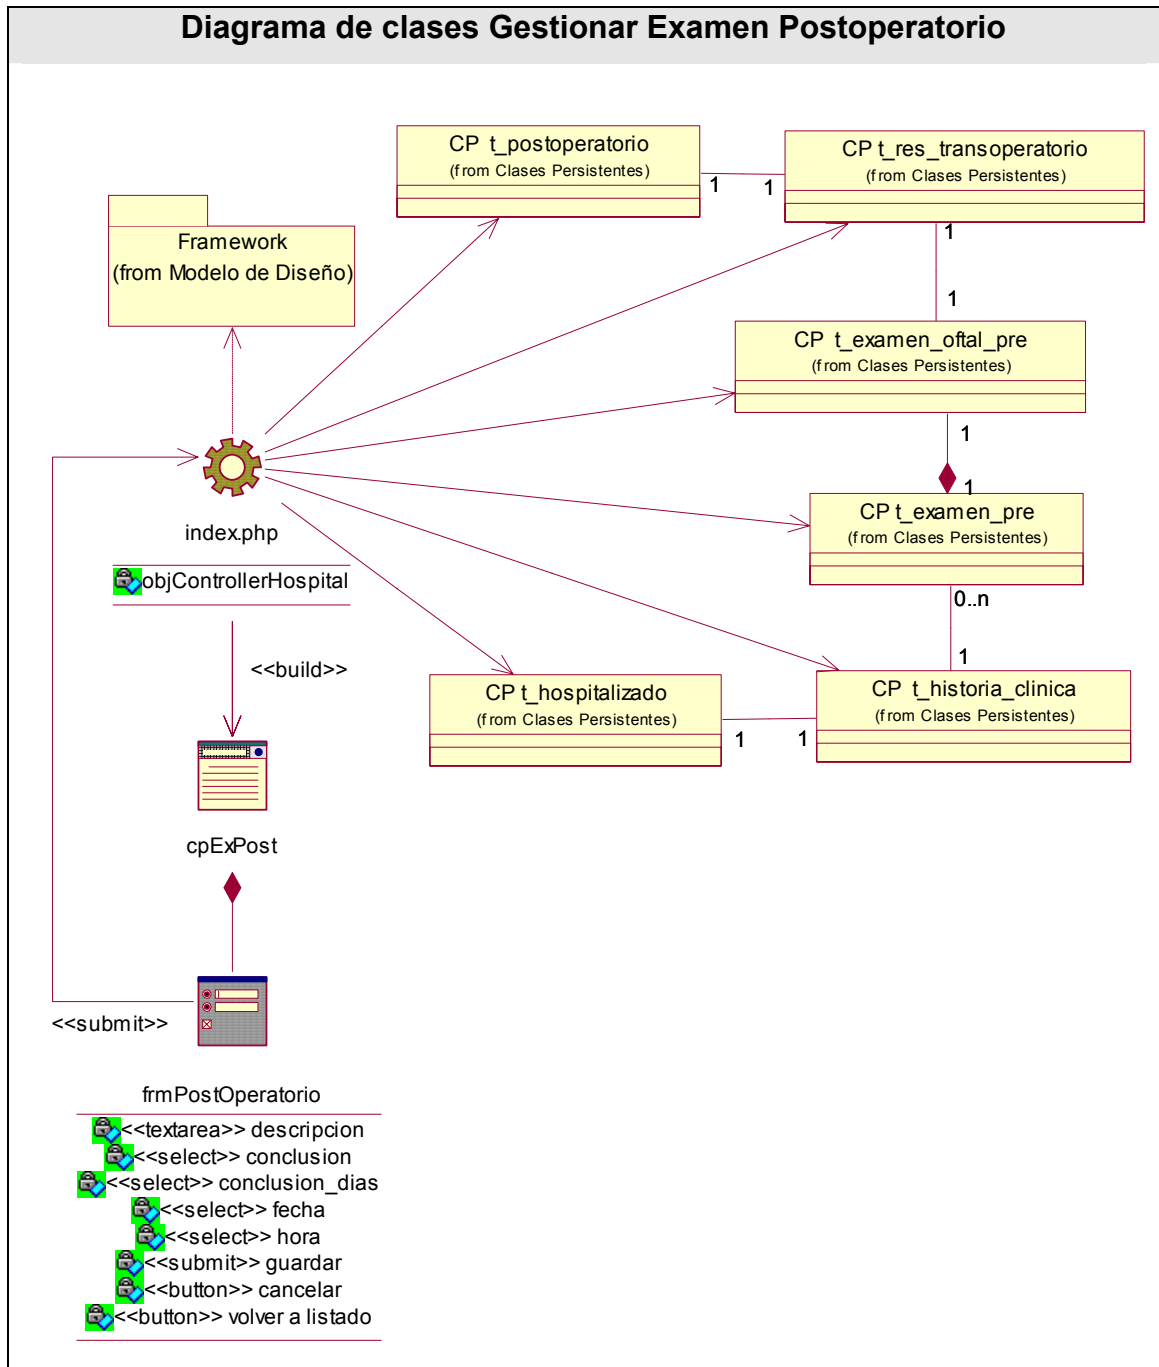 Diagrama de clases Gestionar Examen Postoperatorio
CP t_postoperatorio
(from Clases Persistentes)
CP t_res_transoperatorio
(from Clases Persistentes)
1
1
1
Framework
(from Modelo de Diseño)
1
CP t_examen_oftal_pre
(from Clases Persistentes)
1
1
CP t_examen_pre
(from Clases Persistentes)
index.php
objControllerHospital
0..n
1
<<build>>
CP t_hospitalizado
(from Clases Persistentes)
CP t_historia_clinica
(from Clases Persistentes)
1
1
cpExPost
<<submit>>
frmPostOperatorio
<<textarea>> descripcion
<<select>> conclusion
<<select>> conclusion_dias
<<select>> fecha
<<select>> hora
<<submit>> guardar
<<button>> cancelar
<<button>> volver a listado